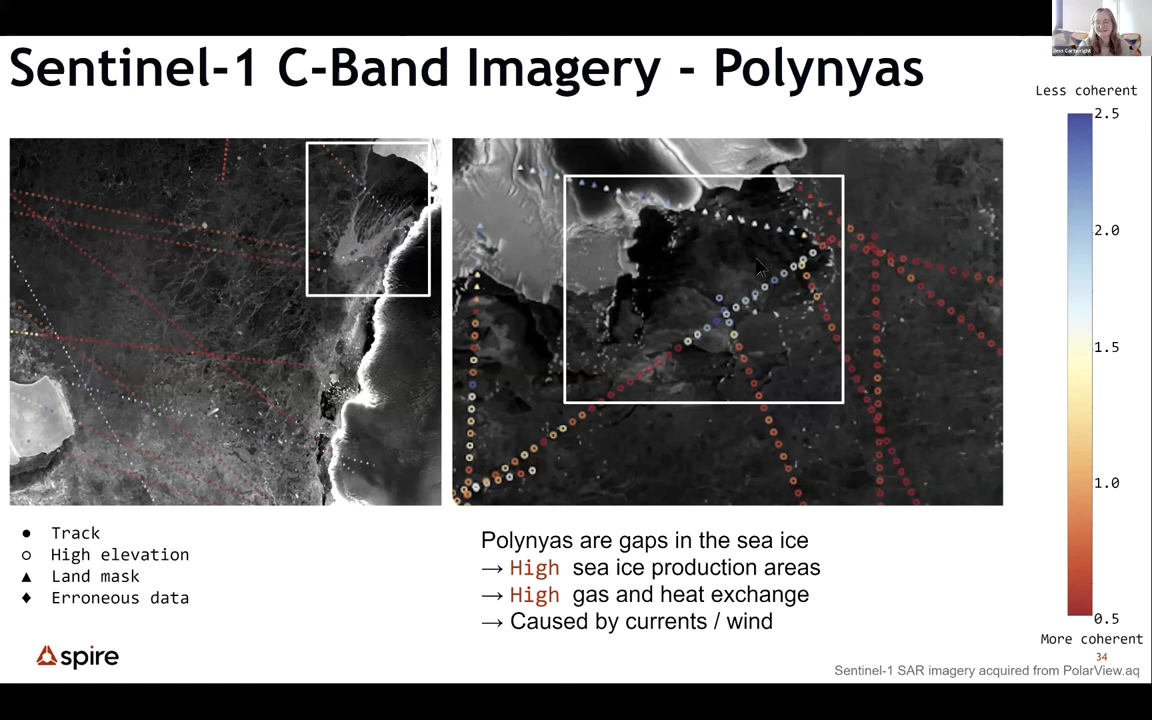 Sentinel-1 C-Band Imagery - Polynyas
Jess Cartwright
Less coherent
2.5
2.0
1.5
1.0
0.5
More coherent
● Track
○ High elevation
▲ Land mask
♦ Erroneous data
Polynyas are gaps in the sea ice
→ High sea ice production areas
→ High gas and heat exchange
→ Caused by currents / wind
spire
34
Sentinel-1 SAR imagery acquired from PolarView.aq